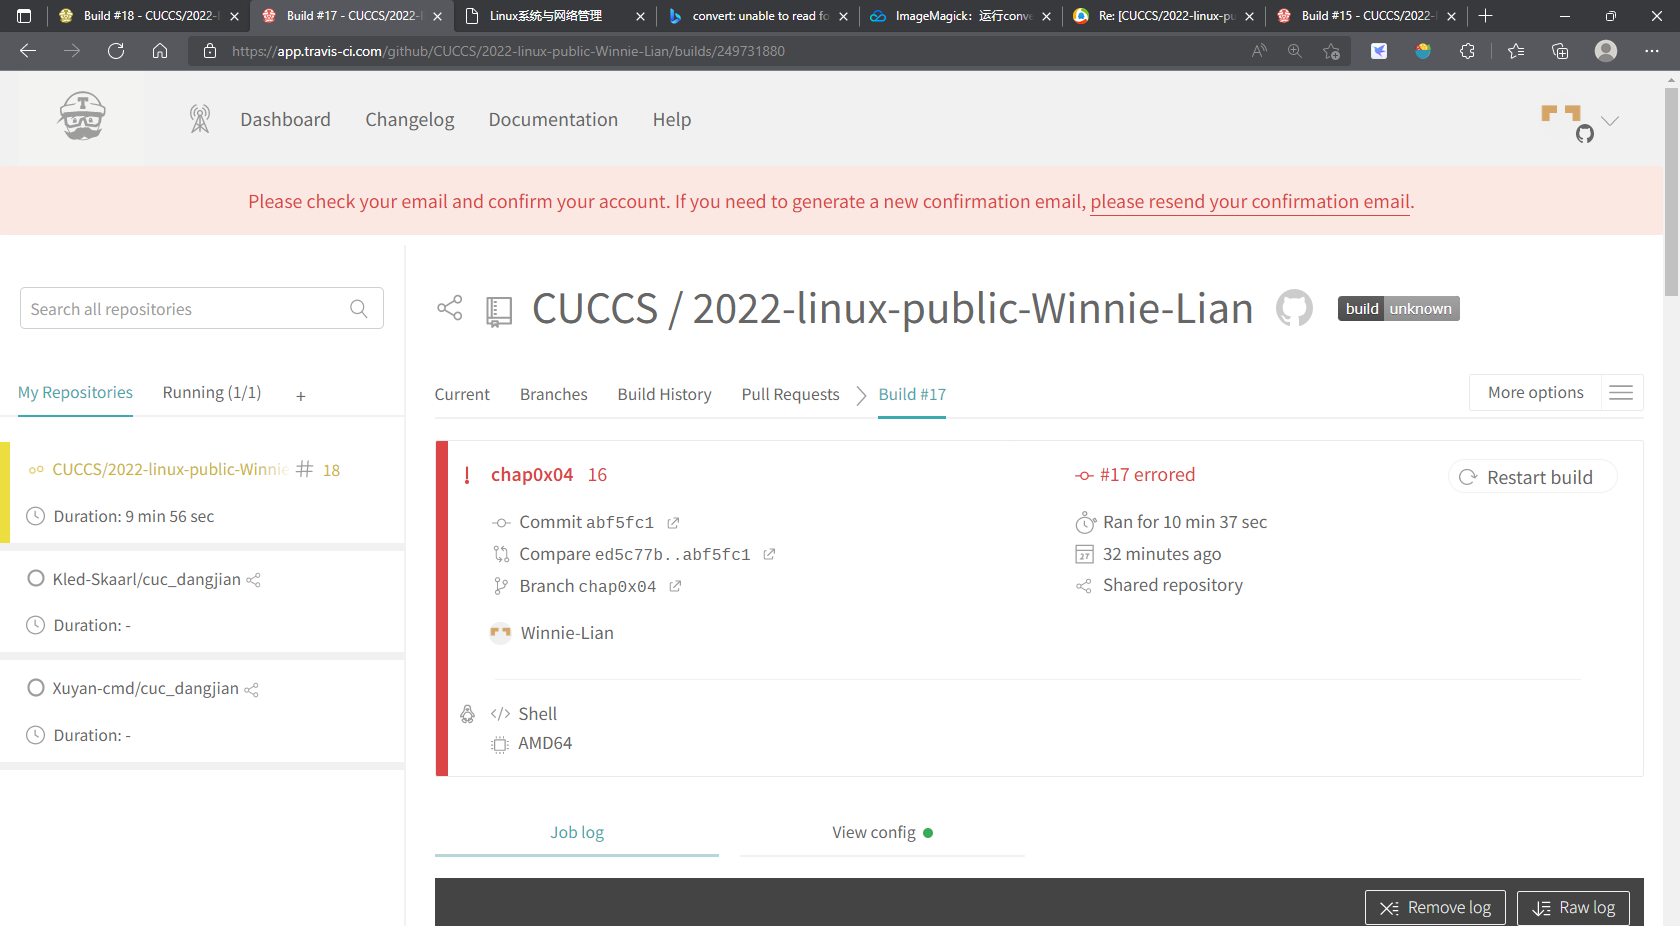 Build #18 - CUCCS/2022-l
Build #17 - CUCCS/2022-l
Linux系统与网络管理
convert: unable to read fo
ImageMagick：运行conve
Re: [CUCCS/2022-linux-pu
Build #15 - CUCCS/2022-l
https://app.travis-ci.com/github/CUCCS/2022-linux-public-Winnie-Lian/builds/249731880
Dashboard
Changelog
Documentation
Help
Please check your email and confirm your account. If you need to generate a new confirmation email, please resend your confirmation email.
Search all repositories
CUCCS / 2022-linux-public-Winnie-Lian
build unknown
My Repositories
Running (1/1)
+
Current
Branches
Build History
Pull Requests
Build #17
More options
CUCCS/2022-linux-public-Winnie
# 18
Duration: 9 min 56 sec
Kled-Skaarl/cuc_dangjian
Duration: -
Xuyan-cmd/cuc_dangjian
Duration: -
! chap0x04 16
#17 errored
Restart build
Commit abf5fc1
Ran for 10 min 37 sec
Compare ed5c77b..abf5fc1
27 32 minutes ago
Branch chap0x04
Shared repository
Winnie-Lian
</> Shell
AMD64
Job log
View config
Remove log
Raw log